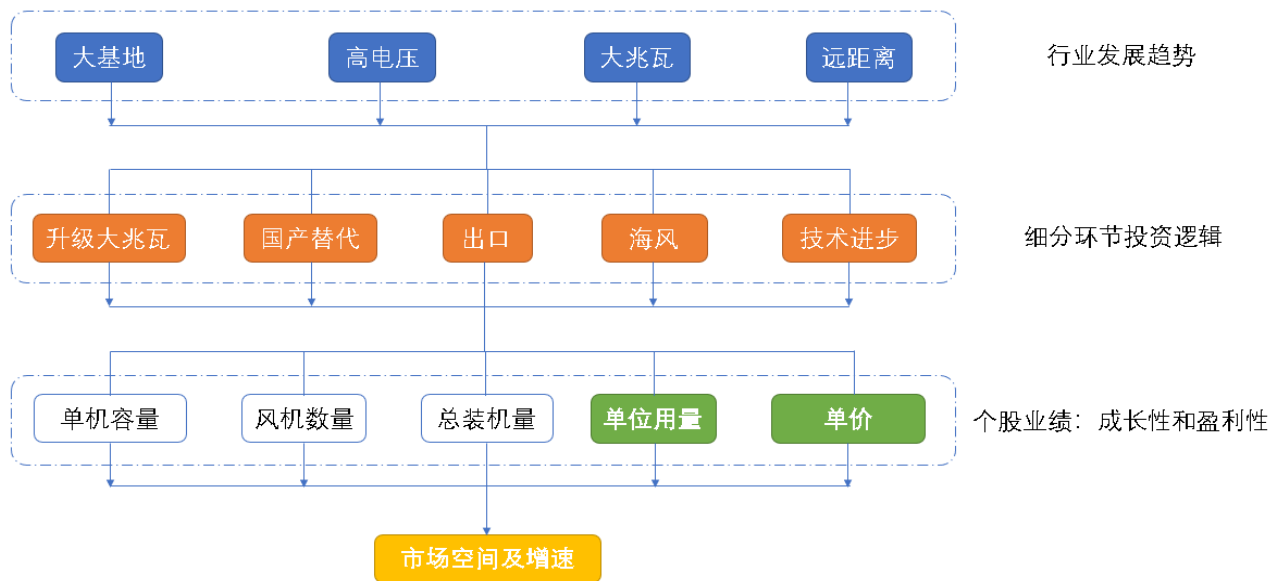 大基地
高电压
大兆瓦
远距离
行业发展趋势
升级大兆瓦
国产替代
出口
海风
技术进步
细分环节投资逻辑
单机容量
风机数量
总装机量
单位用量
单价
个股业绩：成长性和盈利性
市场空间及增速